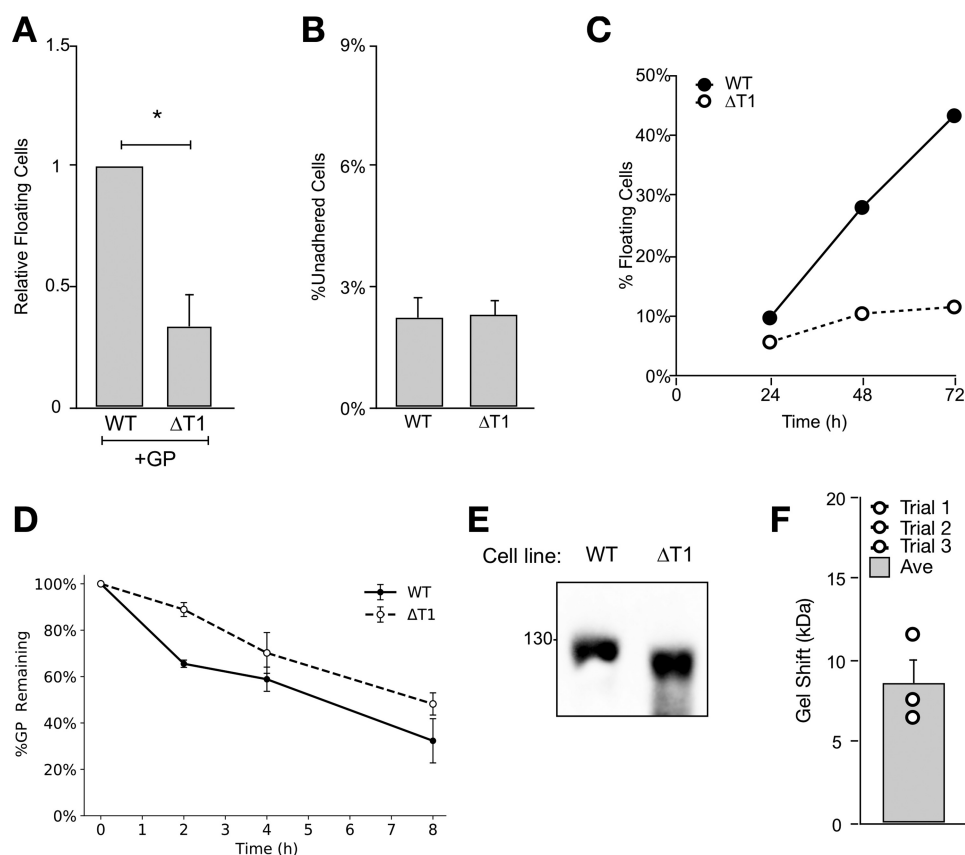 A
1.5
1
0.5
0
Relative Floating Cells
*
WT ΔT1
+GP
B
9%
6%
3%
0%
%Unadhered Cells
WT ΔT1
C
50%
40%
30%
20%
10%
0%
% Floating Cells
WT
ΔT1
0 24 48 72
Time (h)
D
100%
80%
60%
40%
20%
0%
%GP Remaining
WT
ΔT1
0 1 2 3 4 5 6 7 8
Time (h)
E
Cell line: WT ΔT1
130
F
20
15
10
5
0
Gel Shift (kDa)
Trial 1
Trial 2
Trial 3
Ave